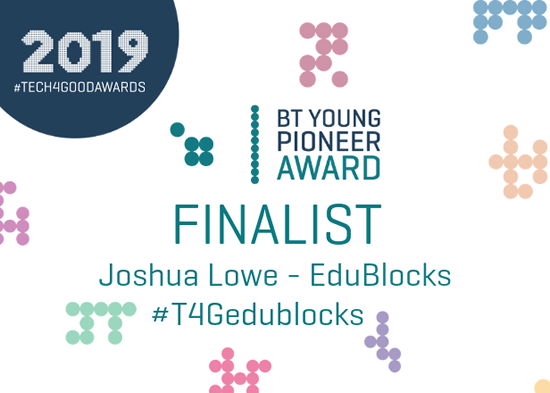 2019
#TECH4GOODAWARDS
BT YOUNG
PIONEER
AWARD
FINALIST
Joshua Lowe - EduBlocks
#T4Gedublocks